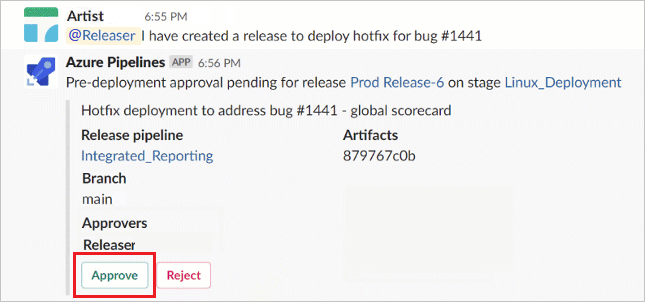 Artist 6:55 PM
@Releaser I have created a release to deploy hotfix for bug #1441
Azure Pipelines APP 6:56 PM
Pre-deployment approval pending for release Prod Release-6 on stage Linux_Deployment
Hotfix deployment to address bug #1441 - global scorecard
Release pipeline Artifacts
Integrated_Reporting 879767c0b
Branch
main
Approvers
Releaser
Approve Reject